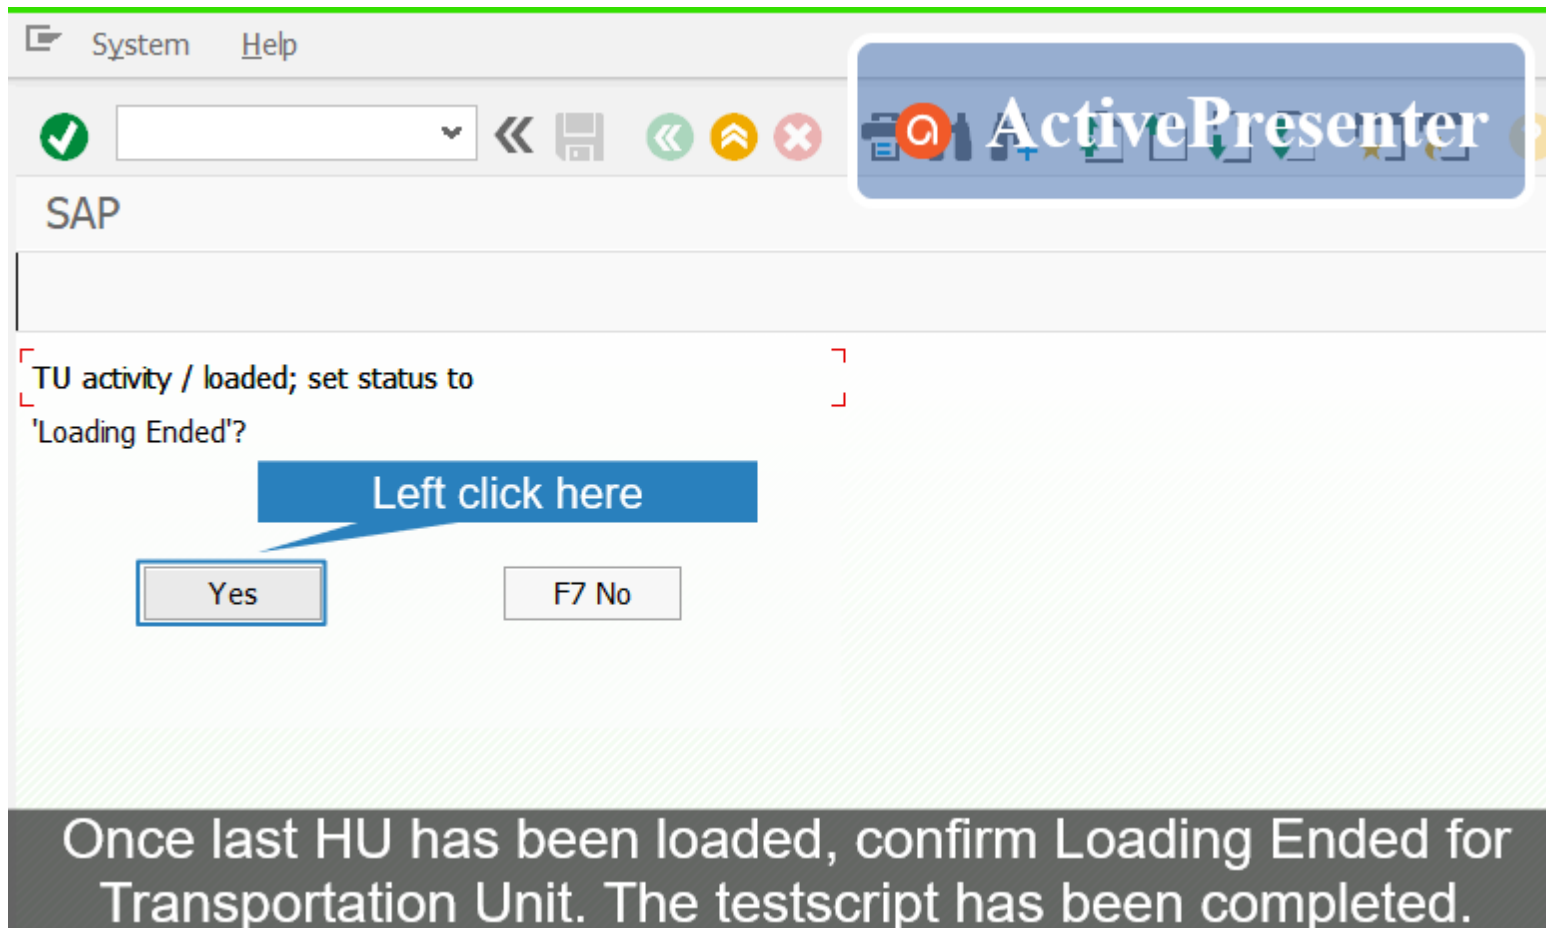 System Help
ActivePresenter
SAP
TU activity / loaded; set status to
'Loading Ended'?
Left click here
Yes F7 No
Once last HU has been loaded, confirm Loading Ended for
Transportation Unit. The testscript has been completed.